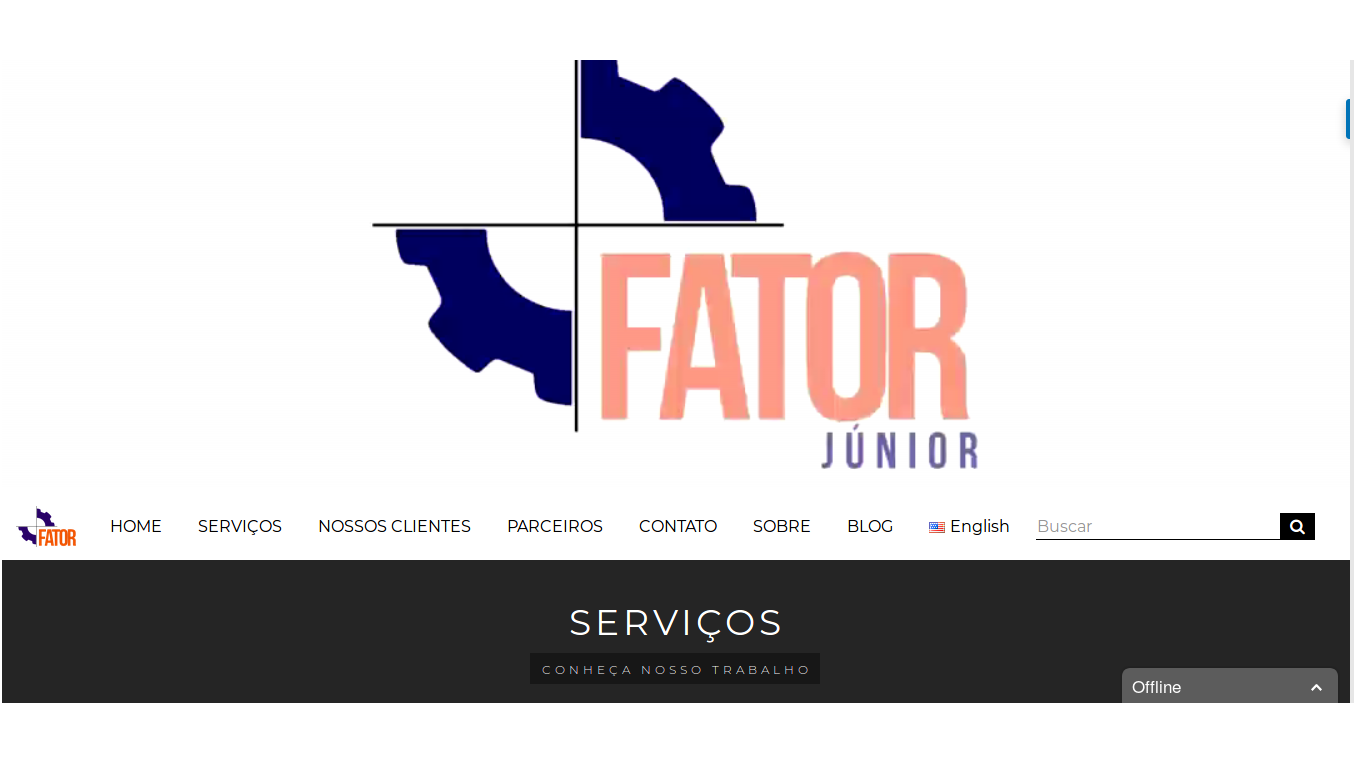 FATOR
JÚNIOR
FATOR
HOME SERVIÇOS NOSSOS CLIENTES PARCEIROS CONTATO SOBRE BLOG English Buscar
SERVIÇOS
CONHEÇA NOSSO TRABALHO
Offline